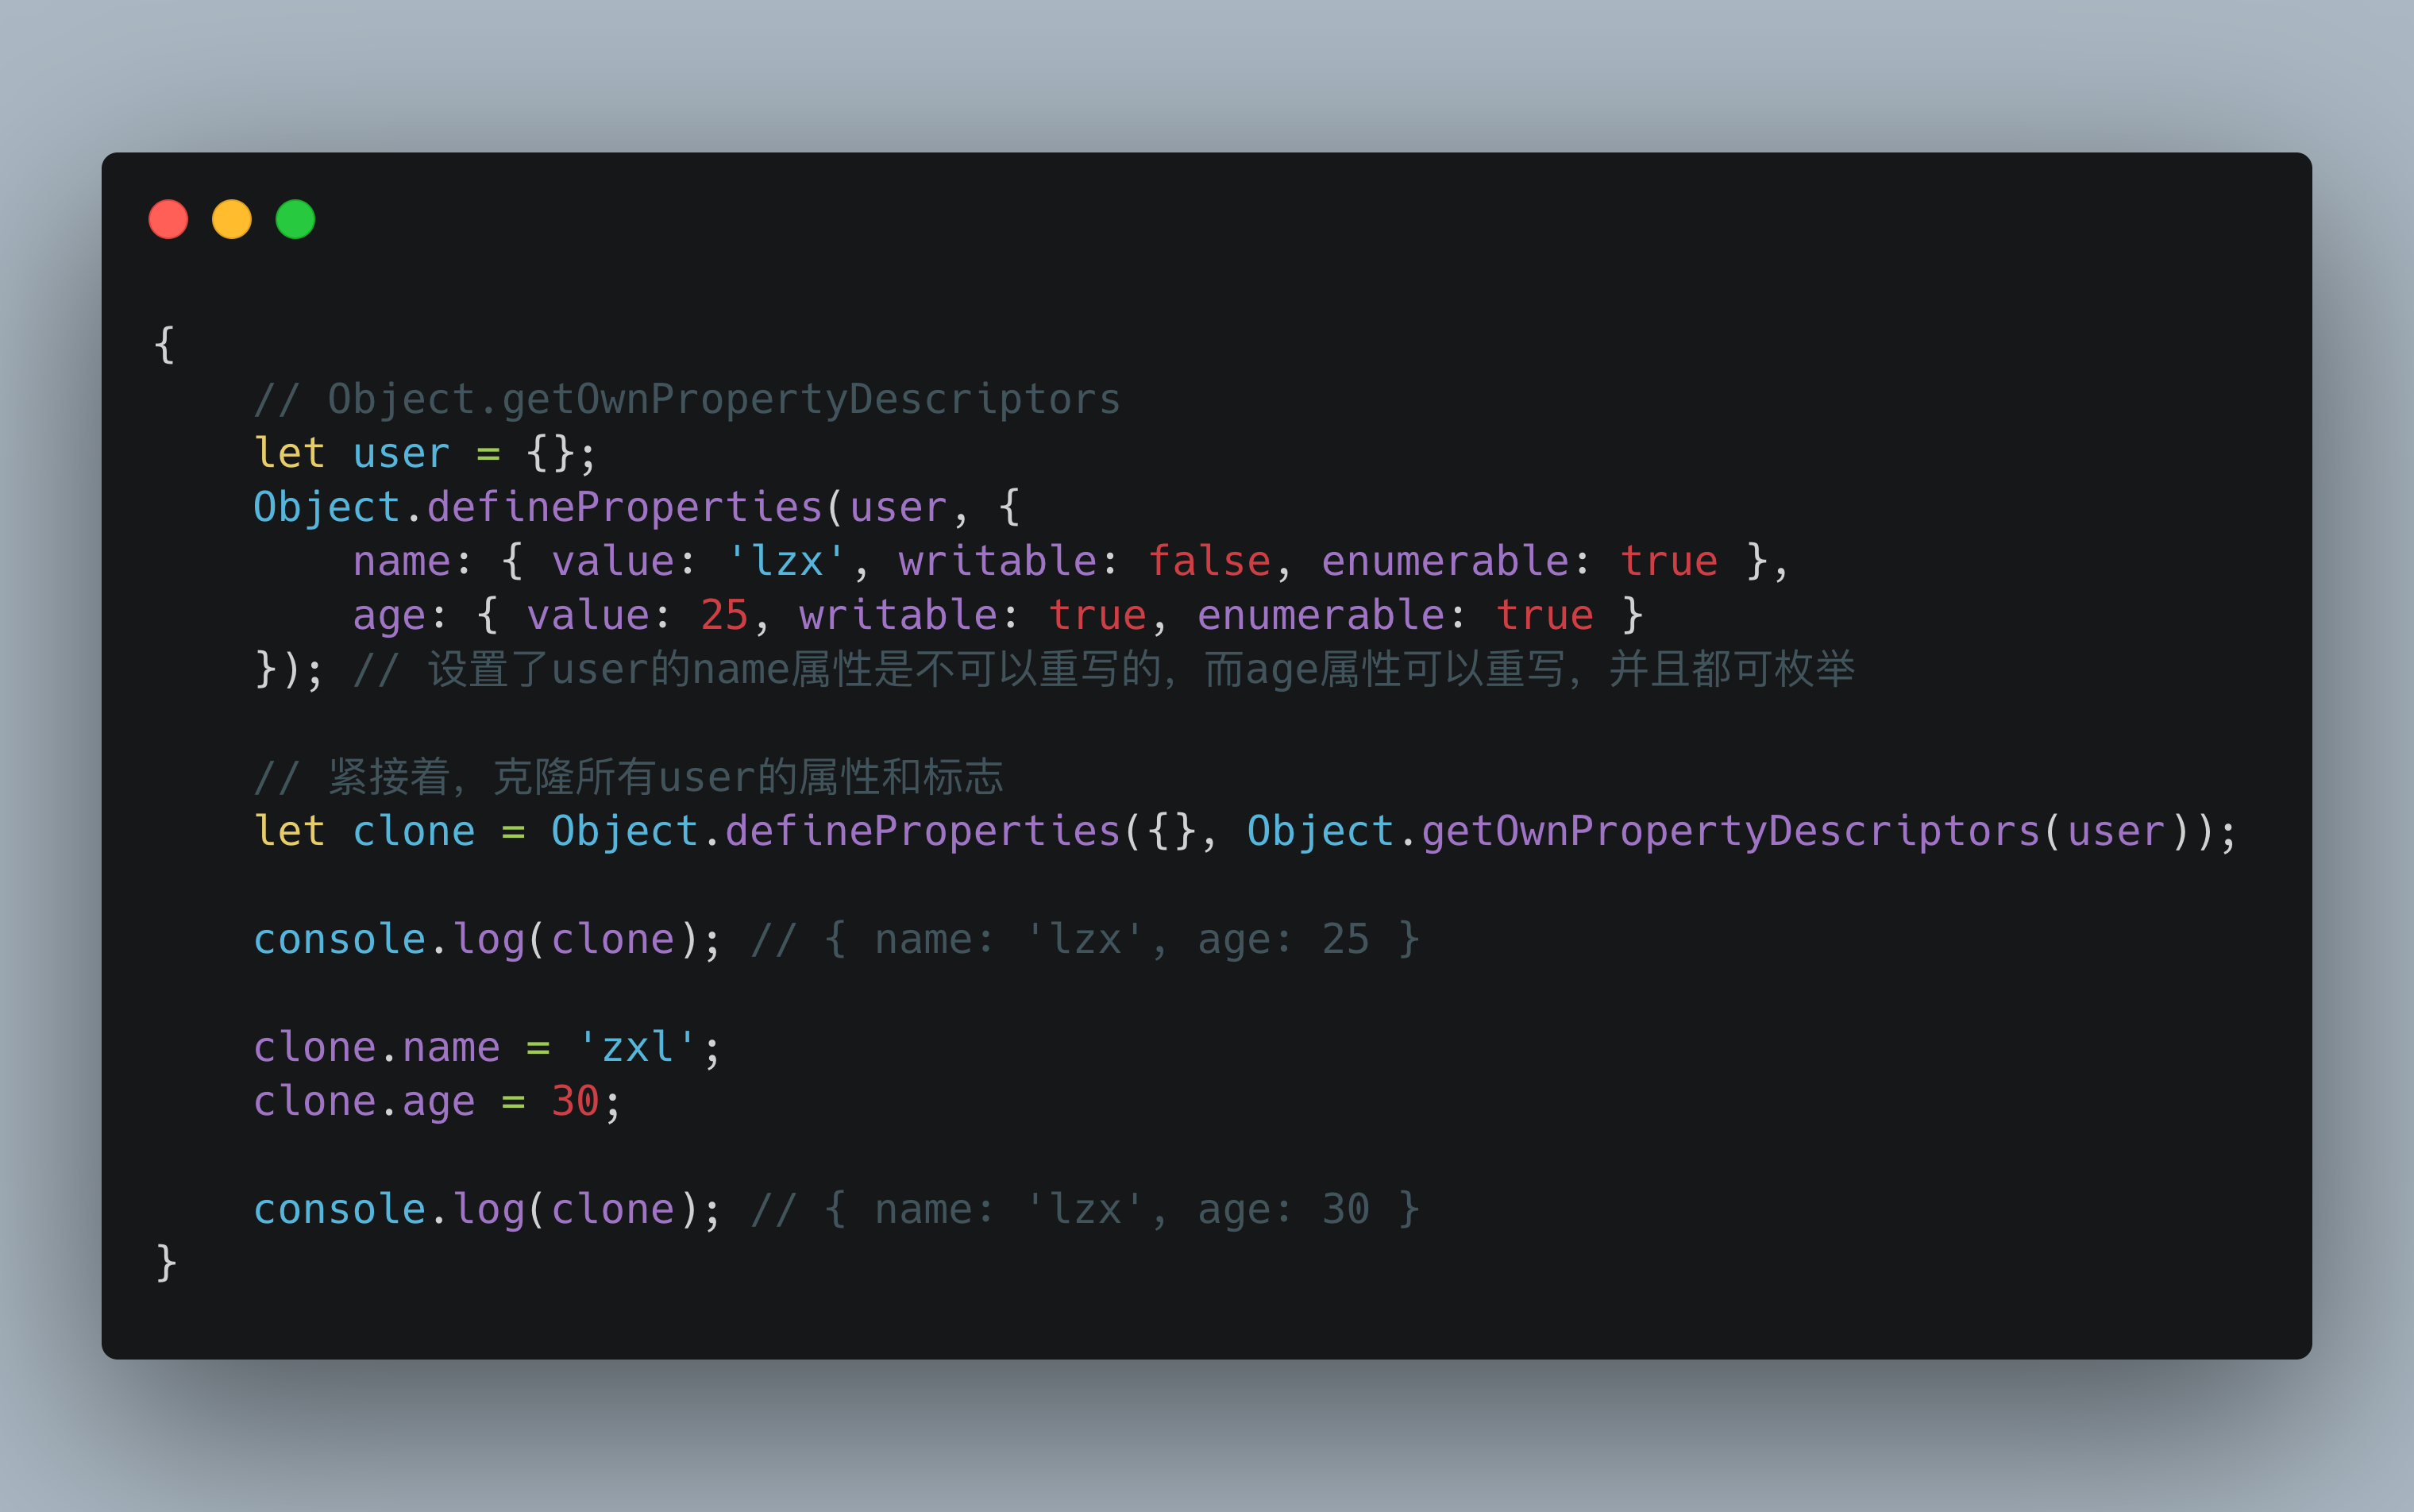 {
    // Object.getOwnPropertyDescriptors
    let user = {};
    Object.defineProperties(user, {
        name: { value: 'lzx', writable: false, enumerable: true },
        age: { value: 25, writable: true, enumerable: true }
    }); // 设置了user的name属性是不可以重写的，而age属性可以重写，并且都可枚举
    // 紧接着，克隆所有user的属性和标志
    let clone = Object.defineProperties({}, Object.getOwnPropertyDescriptors(user));
    console.log(clone); // { name: 'lzx', age: 25 }
    clone.name = 'zxl';
    clone.age = 30;
    console.log(clone); // { name: 'lzx', age: 30 }
}